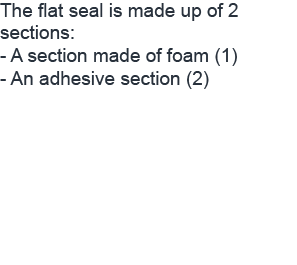 The flat seal is made up of 2
sections:
- A section made of foam (1)
- An adhesive section (2)